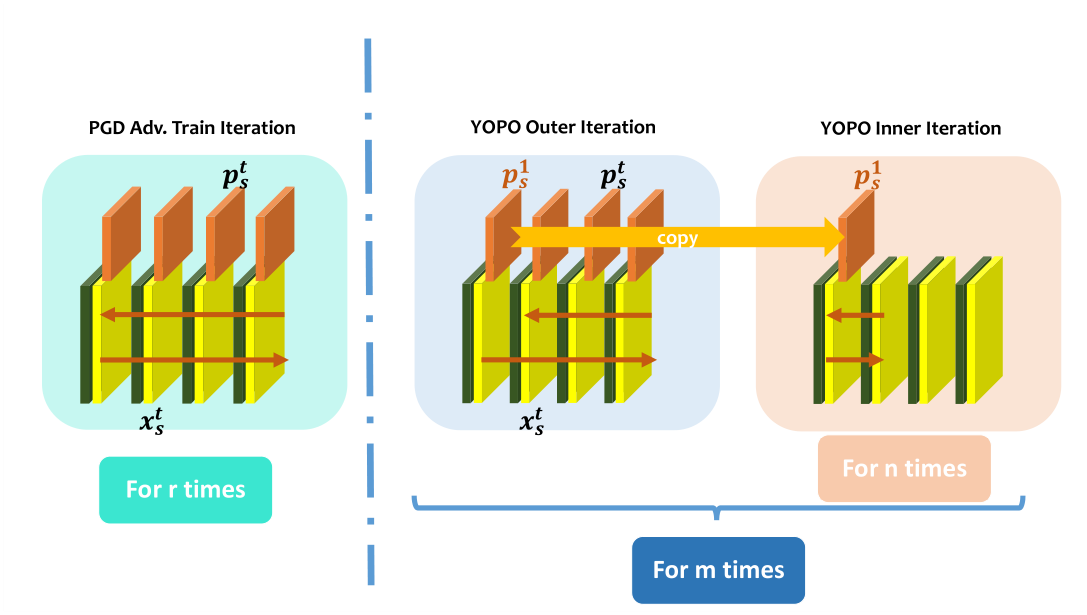 PGD Adv. Train Iteration
YOPO Outer Iteration
YOPO Inner Iteration
p_s^t
p_s^1
p_s^t
p_s^1
copy
x_s^t
x_s^t
For r times
For n times
For m times